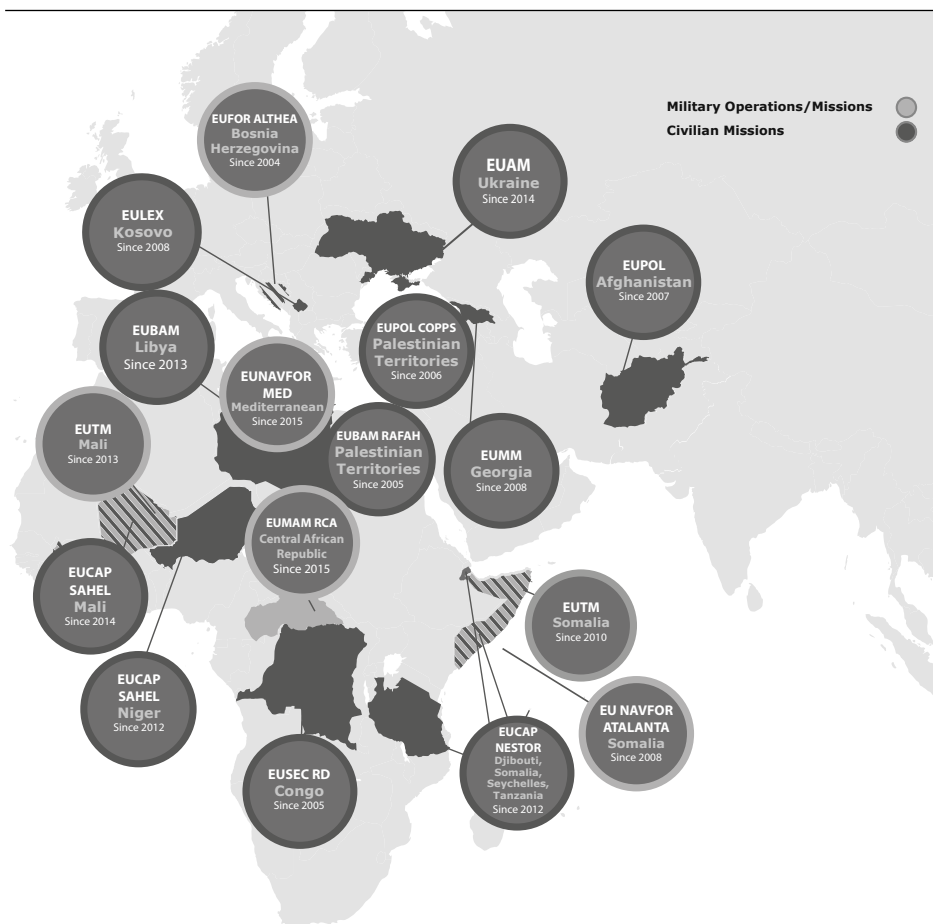 Military Operations/Missions
Civilian Missions
EUFOR ALTHEA
Bosnia
Herzegovina
Since 2004
EUAM
Ukraine
Since 2014
EULEX
Kosovo
Since 2008
EUPOL
Afghanistan
Since 2007
EUBAM
Libya
Since 2013
EUPOL COPPS
Palestinian
Territories
Since 2006
EUNAVFOR
MED
Mediterranean
Since 2015
EUTM
Mali
Since 2013
EUBAM RAFAH
Palestinian
Territories
Since 2005
EUMM
Georgia
Since 2008
EUMAM RCA
Central African
Republic
Since 2015
EUCAP
SAHEL
Mali
Since 2014
EUTM
Somalia
Since 2010
EUCAP
SAHEL
Niger
Since 2012
EU NAVFOR
ATALANTA
Somalia
Since 2008
EUCAP
NESTOR
Djibouti,
Somalia,
Seychelles,
Tanzania
Since 2012
EUSEC RD
Congo
Since 2005